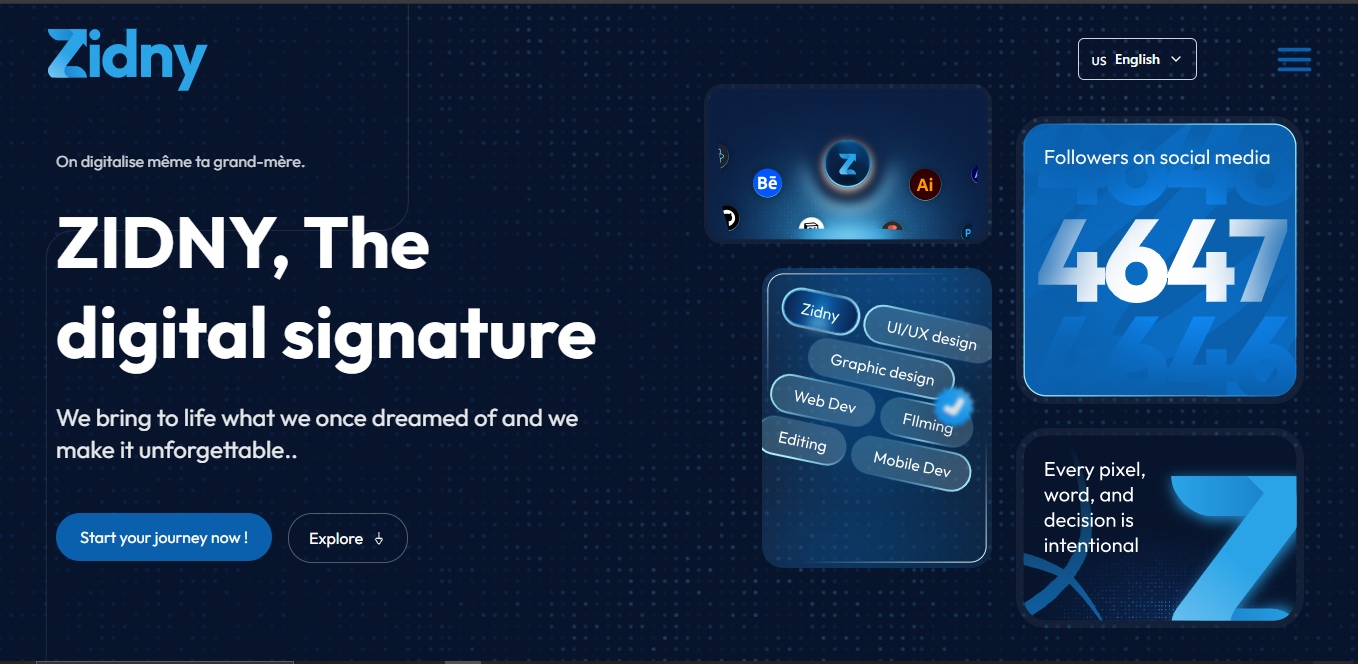 Zidny
US English
On digitalise même ta grand-mère.
ZIDNY, The
digital signature
We bring to life what we once dreamed of and we
make it unforgettable..
Start your journey now !
Explore
Bē
Z
Ai
P
Zidny
UI/UX design
Graphic design
Web Dev
FIlming
Editing
Mobile Dev
Followers on social media
4646
4647
4646
Every pixel,
word, and
decision is
intentional
Z